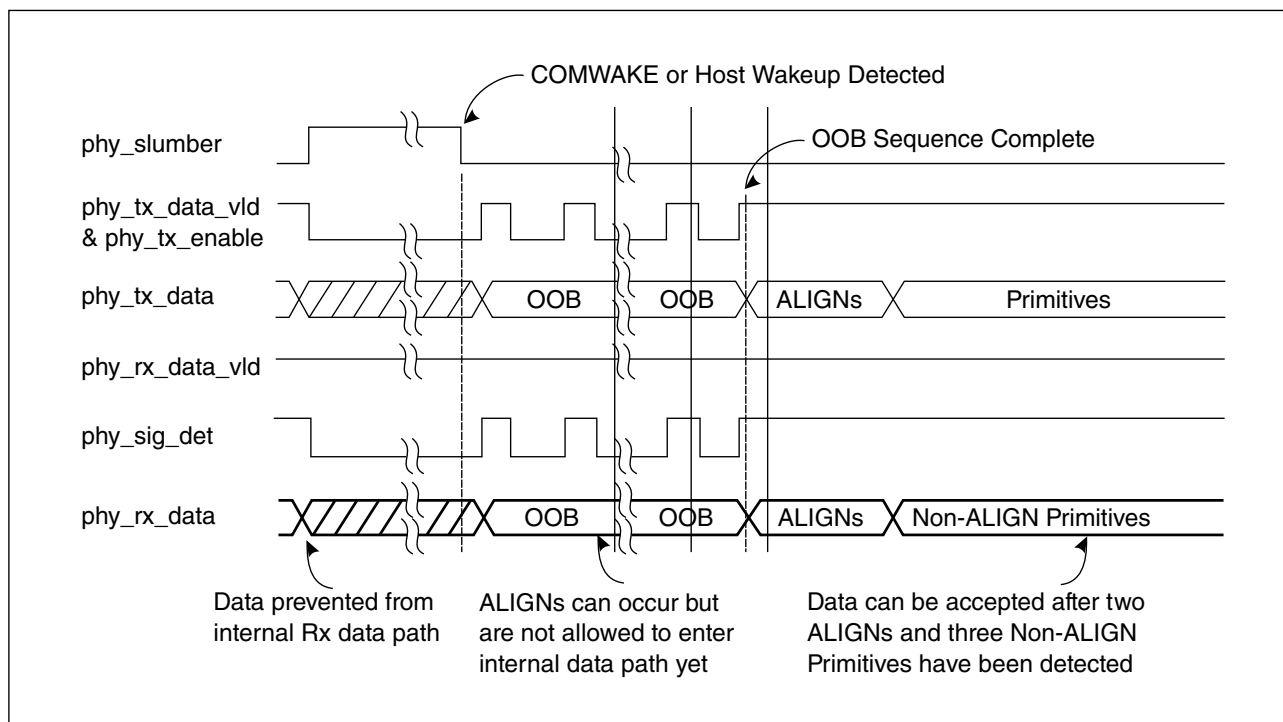 COMWAKE or Host Wakeup Detected
phy_slumber
OOB Sequence Complete
phy_tx_data_vld
& phy_tx_enable
phy_tx_data
OOB
OOB
ALIGNs
Primitives
phy_rx_data_vld
phy_sig_det
phy_rx_data
OOB
OOB
ALIGNs
Non-ALIGN Primitives
Data prevented from
internal Rx data path
ALIGNs can occur but
are not allowed to enter
internal data path yet
Data can be accepted after two
ALIGNs and three Non-ALIGN
Primitives have been detected